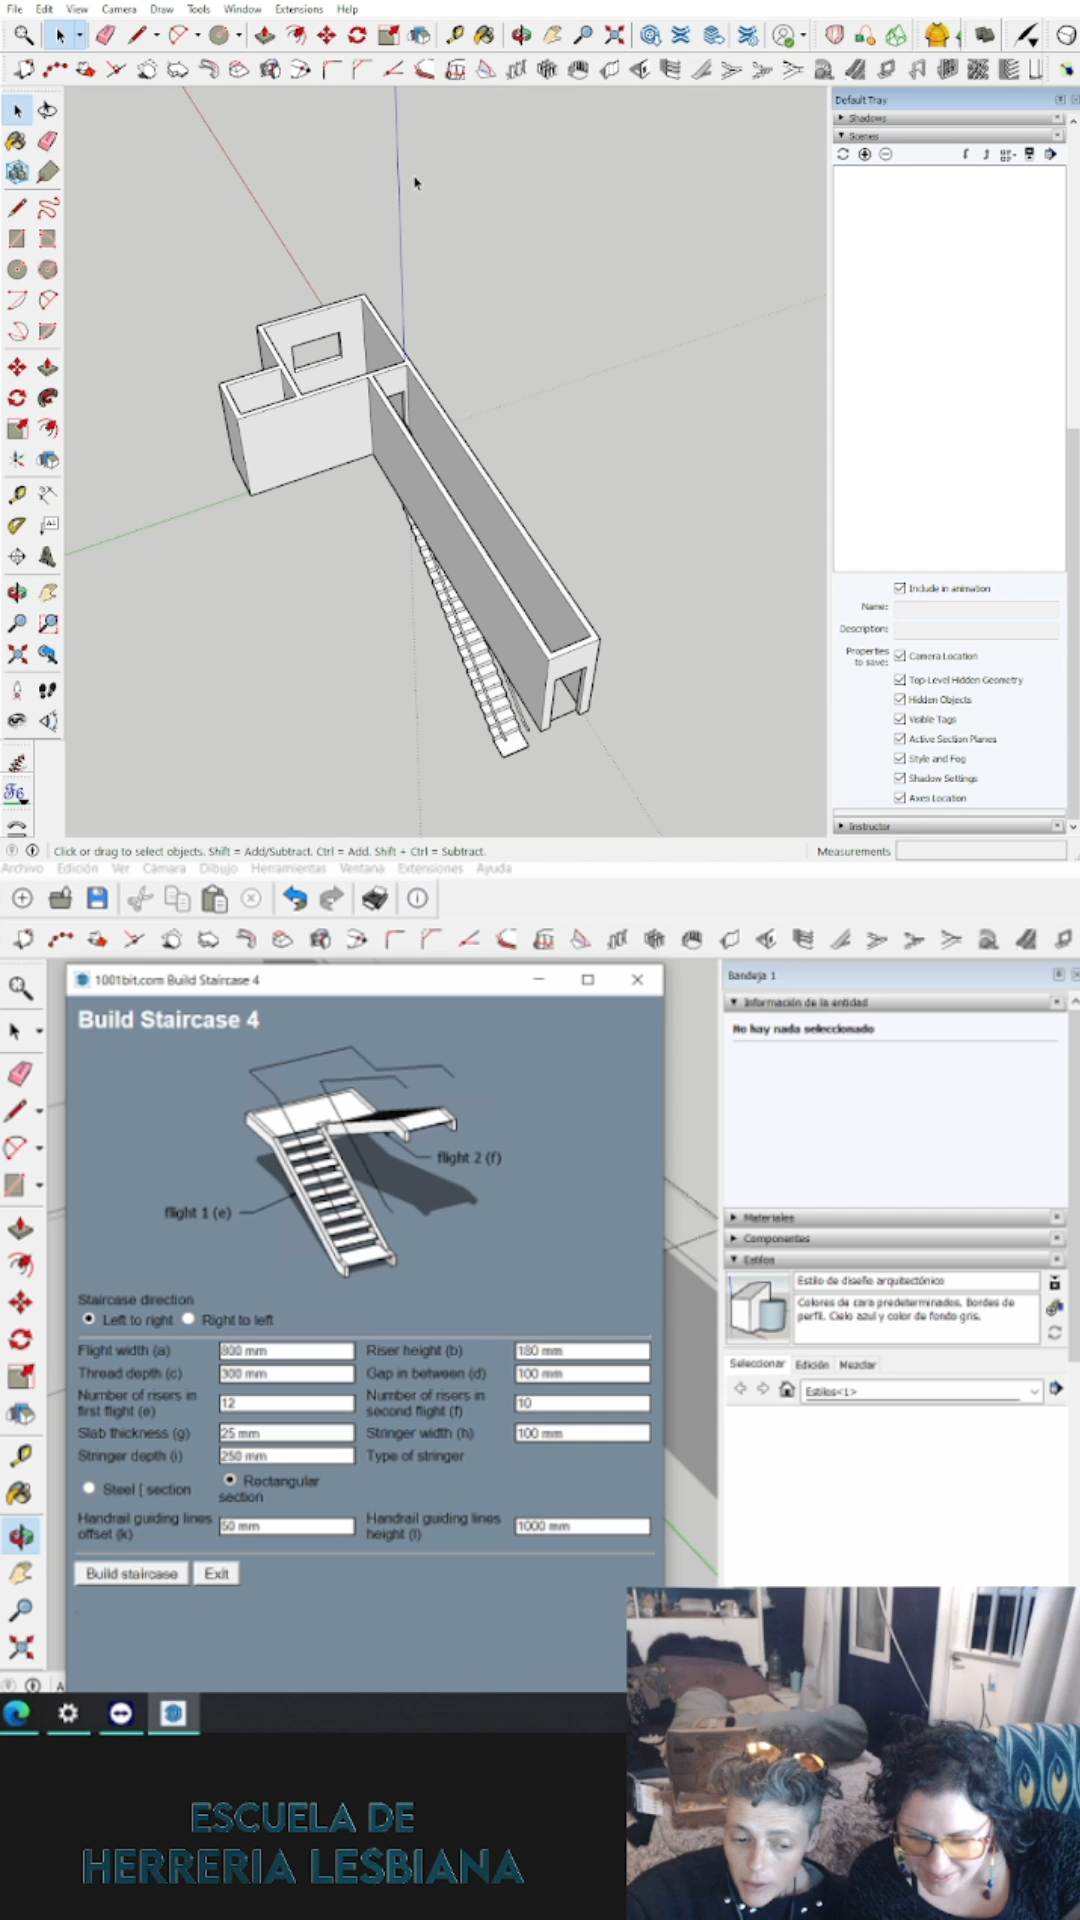 File Edit View Camera Draw Tools Window Extensions Help
Default Tray
Shadows
Scenes
Include in animation
Name:
Description:
Properties
to save:
Camera Location
Top-Level Hidden Geometry
Hidden Objects
Visible Tags
Active Section Planes
Style and Fog
Shadow Settings
Axes Location
Instructor
Click or drag to select objects. Shift = Add/Subtract. Ctrl = Add. Shift + Ctrl = Subtract.
Measurements
Archivo Edición Ver Cámara Dibujo Herramientas Ventana Extensiones Ayuda
1001bit.com Build Staircase 4
Build Staircase 4
flight 2 (f)
flight 1 (e)
Staircase direction
Left to right Right to left
Flight width (a) 900 mm Riser height (b) 180 mm
Thread depth (c) 300 mm Gap in between (d) 100 mm
Number of risers in
first flight (e) 12
Number of risers in
second flight (f) 10
Slab thickness (g) 25 mm Stringer width (h) 100 mm
Stringer depth (i) 250 mm Type of stringer
Steel [ section
Rectangular
section
Handrail guiding lines
offset (k) 50 mm
Handrail guiding lines
height (l) 1000 mm
Build staircase Exit
Bandeja 1
Información de la entidad
No hay nada seleccionado
Materiales
Componentes
Estilos
Estilo de diseño arquitectónico
Colores de cara predeterminados. Bordes de
perfil. Cielo azul y color de fondo gris.
Seleccionar Edición Mezclar
Estilos<1>
A
ESCUELA DE
HERRERIA LESBIANA